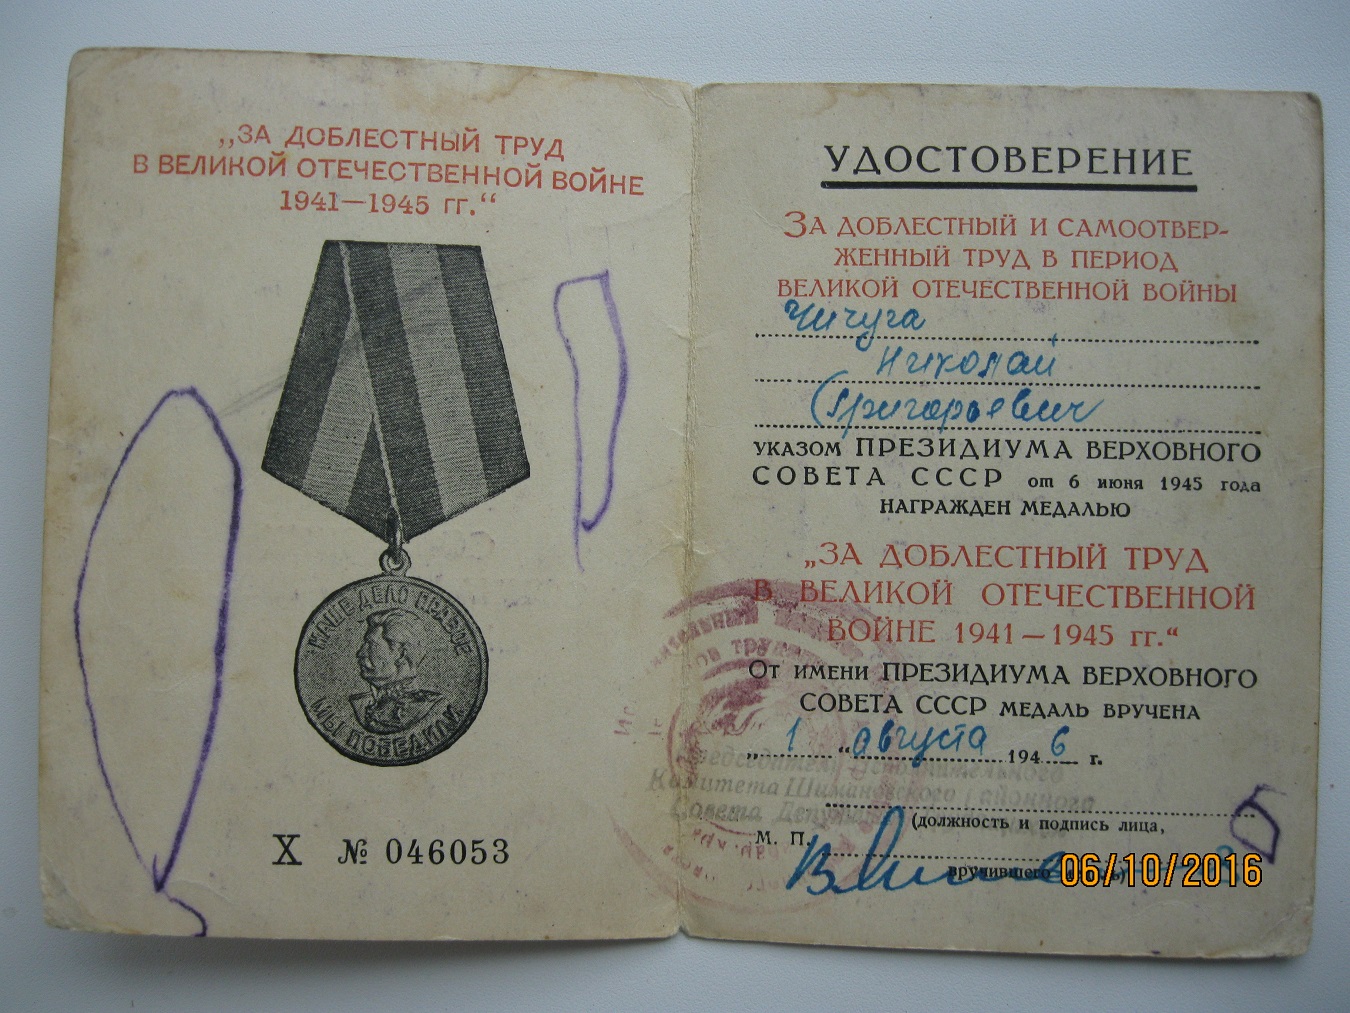 „ЗА ДОБЛЕСТНЫЙ ТРУД
В ВЕЛИКОЙ ОТЕЧЕСТВЕННОЙ ВОЙНЕ
1941—1945 гг.“
НАШЕ ДЕЛО ПРАВОЕ
МЫ ПОБЕДИЛИ
X № 046053
УДОСТОВЕРЕНИЕ
ЗА ДОБЛЕСТНЫЙ И САМООТВЕР-
ЖЕННЫЙ ТРУД В ПЕРИОД
ВЕЛИКОЙ ОТЕЧЕСТВЕННОЙ ВОЙНЫ
Чичуга
Николай
Григорьевич
УКАЗОМ ПРЕЗИДИУМА ВЕРХОВНОГО
СОВЕТА СССР от 6 июня 1945 года
НАГРАЖДЕН МЕДАЛЬЮ
„ЗА ДОБЛЕСТНЫЙ ТРУД
В ВЕЛИКОЙ ОТЕЧЕСТВЕННОЙ
ВОЙНЕ 1941—1945 гг.“
ОТ ИМЕНИ ПРЕЗИДИУМА ВЕРХОВНОГО
СОВЕТА СССР МЕДАЛЬ ВРУЧЕНА
„1“ августа 1946 г.
Председатель Исполнительного
Комитета Шимановского районного
Совета
(должность и подпись лица,
М. П.
вручившего
06/10/2016